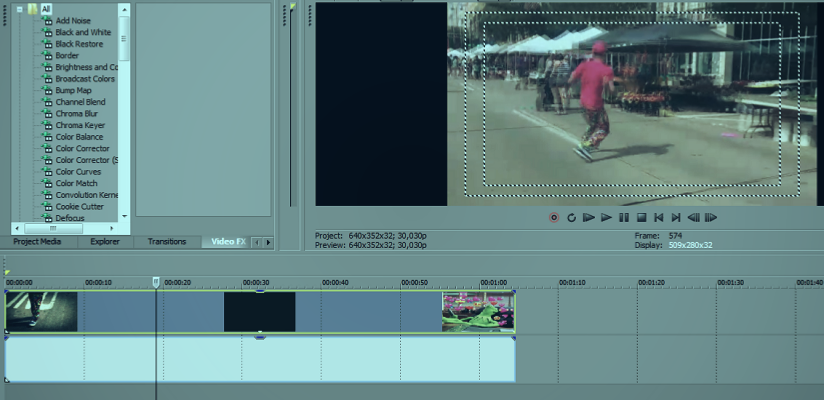 All
Add Noise
Black and White
Black Restore
Border
Brightness and Co
Broadcast Colors
Bump Map
Channel Blend
Chroma Blur
Chroma Keyer
Color Balance
Color Corrector
Color Corrector (S
Color Curves
Color Match
Convolution Kerne
Cookie Cutter
Defocus
Project Media Explorer Transitions Video FX
Project: 640x352x32; 30,030p
Preview: 640x352x32; 30,030p
Frame: 574
Display: 509x280x32
00:00:00 00:00:10 00:00:20 00:00:30 00:00:40 00:00:50 00:01:00 00:01:10 00:01:20 00:01:30 00:01:40